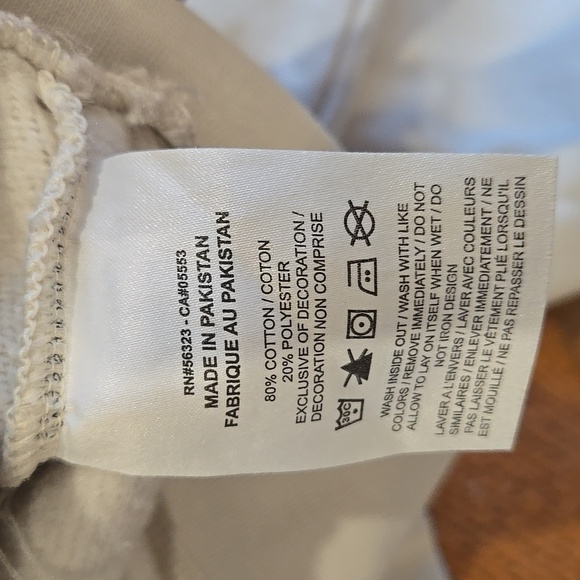 RN#56323 - CA#05553
MADE IN PAKISTAN
FABRIQUE AU PAKISTAN
80% COTTON / COTON
20% POLYESTER
EXCLUSIVE OF DECORATION /
DECORATION NON COMPRISE
30C
WASH INSIDE OUT / WASH WITH LIKE
COLORS / REMOVE IMMEDIATELY / DO NOT
ALLOW TO LAY ON ITSELF WHEN WET / DO
NOT IRON DESIGN
LAVER A L'ENVERS / LAVER AVEC COULEURS
SIMILAIRES / ENLEVER IMMEDIATEMENT / NE
PAS LAISSER LE VÊTEMENT PLIÉ LORSQU'IL
EST MOUILLÉ / NE PAS REPASSER LE DESSIN